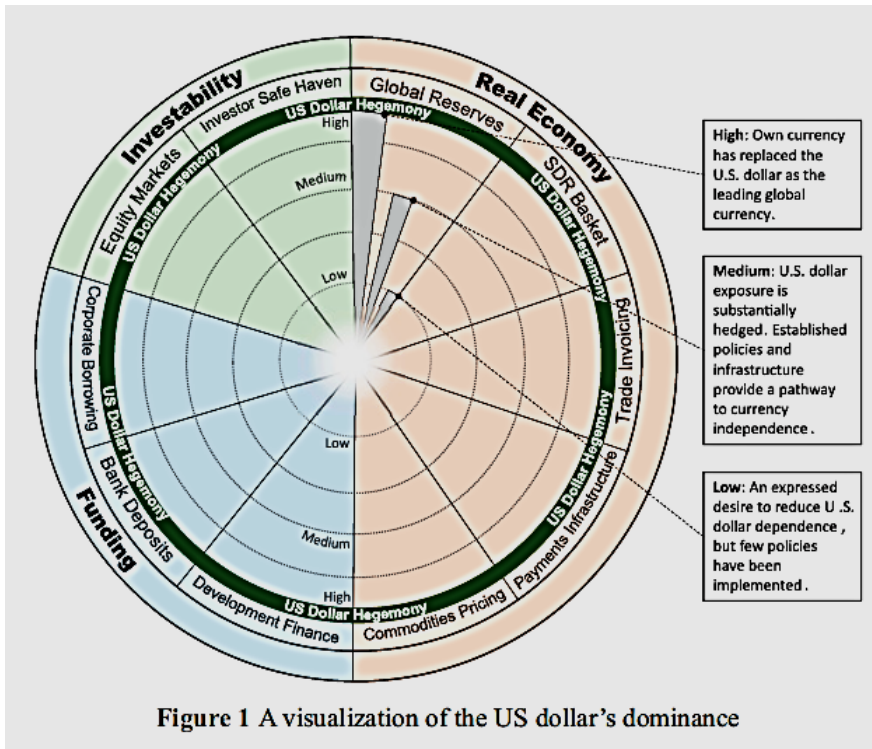 Investability
Real Economy
Funding
Investor Safe Haven
Global Reserves
SDR Basket
Trade Invoicing
Payments Infrastructure
Commodities Pricing
Development Finance
Bank Deposits
Corporate Borrowing
Equity Markets
US Dollar Hegemony
US Dollar Hegemony
US Dollar Hegemony
US Dollar Hegemony
US Dollar Hegemony
US Dollar Hegemony
US Dollar Hegemony
High
Medium
Low
Low
Medium
High
High: Own currency
has replaced the
U.S. dollar as the
leading global
currency.
Medium: U.S. dollar
exposure is
substantially
hedged. Established
policies and
infrastructure
provide a pathway
to currency
independence .
Low: An expressed
desire to reduce U .S.
dollar dependence ,
but few policies
have been
implemented .
Figure 1 A visualization of the US dollar's dominance